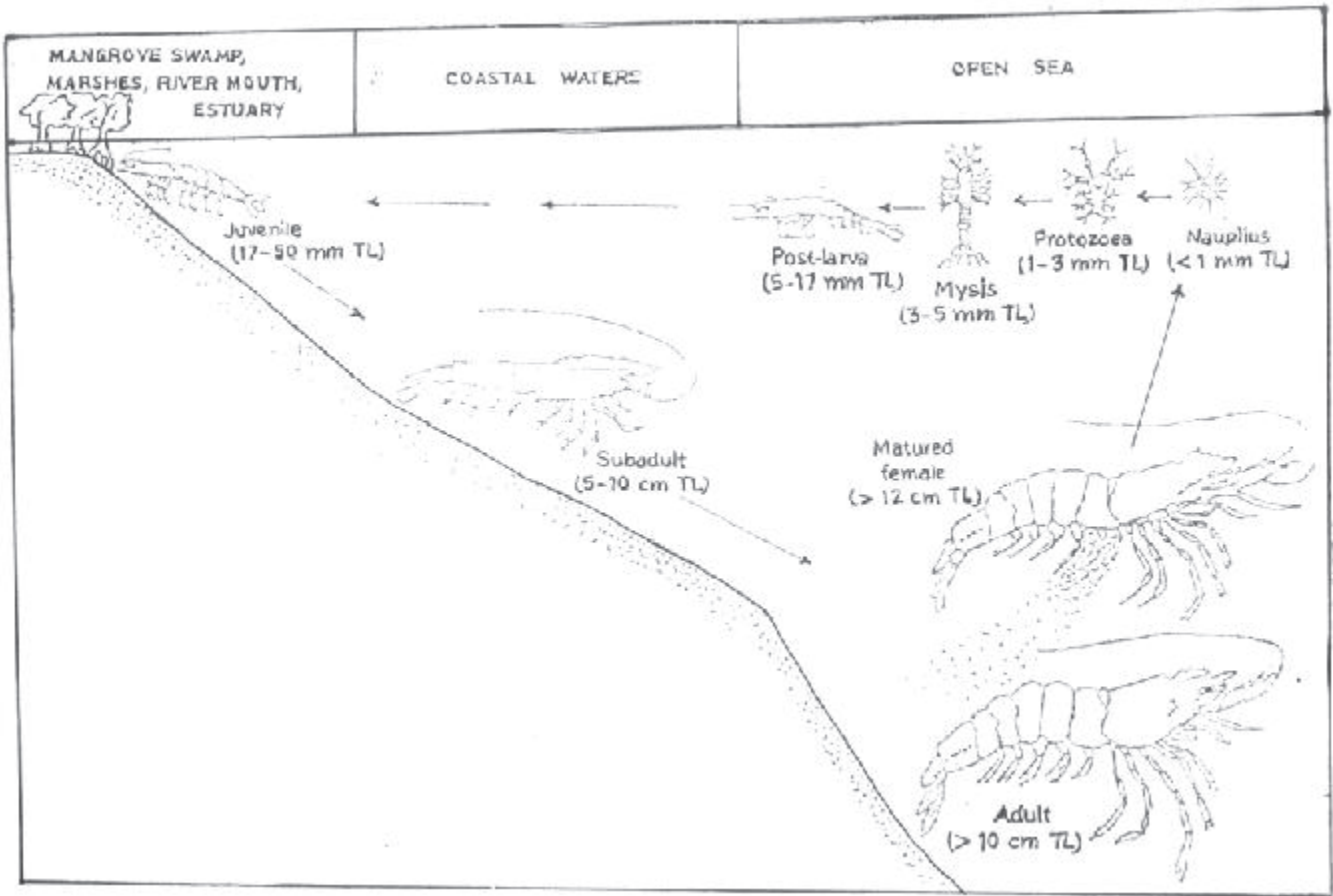 MANGROVE SWAMP,
MARSHES, RIVER MOUTH,
ESTUARY
COASTAL WATERS
OPEN SEA
Juvenile
(17-50 mm TL)
Post-larva
(5-17 mm TL)
Mysis
(3-5 mm TL)
Protozoea
(1-3 mm TL)
Nauplius
(<1 mm TL)
Subadult
(5-10 cm TL)
Matured
female
(> 12 cm TL)
Adult
(> 10 cm TL)